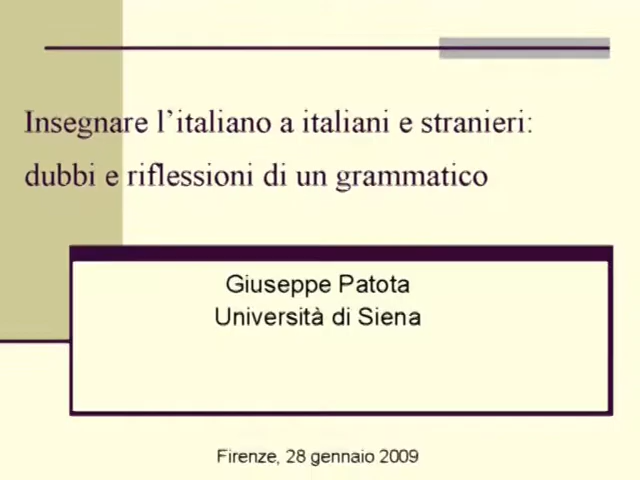 Insegnare l’italiano a italiani e stranieri:
dubbi e riflessioni di un grammatico
Giuseppe Patota
Università di Siena
Firenze, 28 gennaio 2009